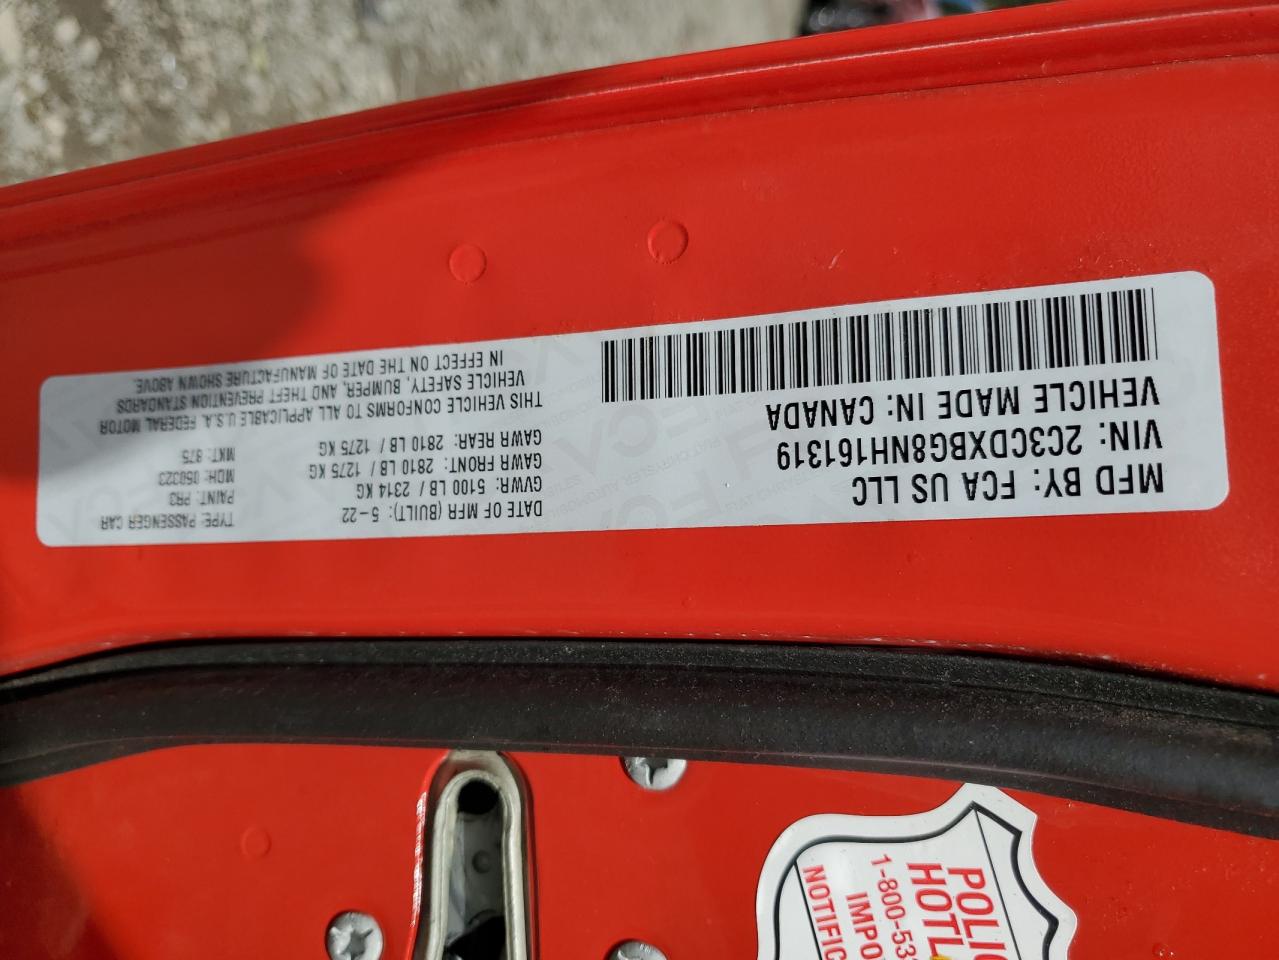 MFD BY: FCA US LLC
VIN: 2C3CDXBG8NH161319
VEHICLE MADE IN: CANADA
DATE OF MFR (BUILT): 5-22
GVWR: 5100 LB / 2314 KG
GAWR FRONT: 2810 LB / 1275 KG
GAWR REAR: 2810 LB / 1275 KG
TYPE: PASSENGER CAR
PAINT: PR3
MDH: 050323
MKT: 875
THIS VEHICLE CONFORMS TO ALL APPLICABLE U.S.A. FEDERAL MOTOR
VEHICLE SAFETY, BUMPER, AND THEFT PREVENTION STANDARDS
IN EFFECT ON THE DATE OF MANUFACTURE SHOWN ABOVE.
POLIC
HOTL
1-800-53
IMPO
NOTIFIC